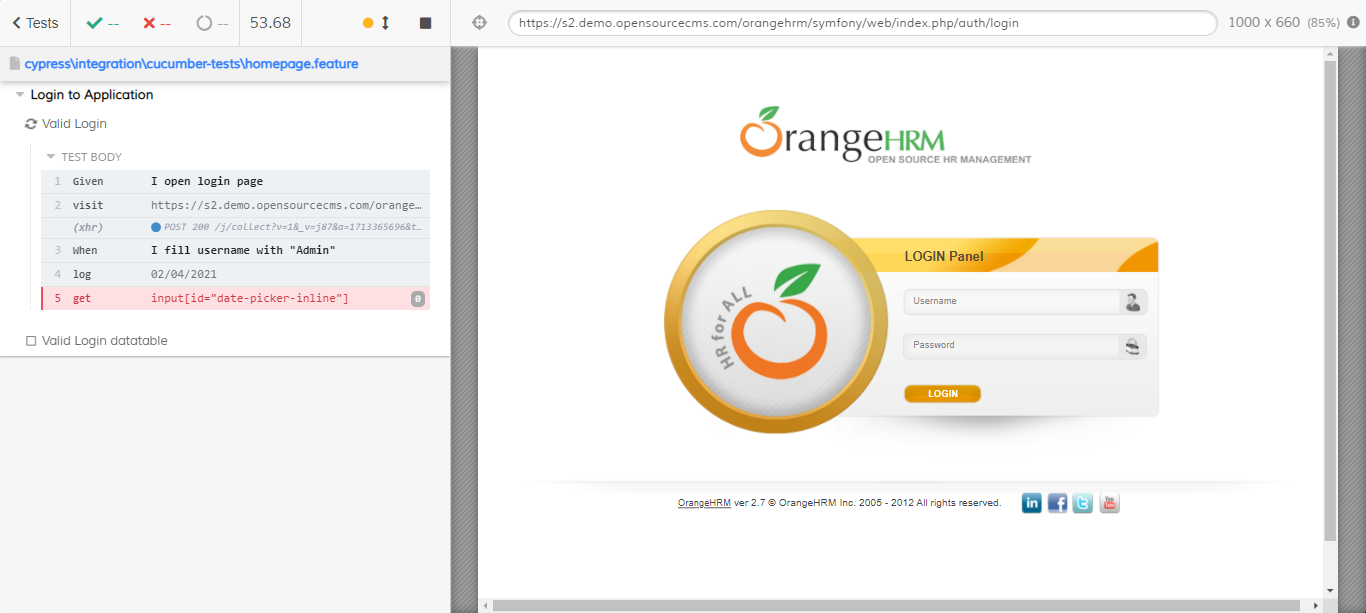 Tests
--
--
--
53.68
https://s2.demo.opensourcecms.com/orangehrm/symfony/web/index.php/auth/login
1000 x 660 (85%)
cypress\integration\cucumber-tests\homepage.feature
Login to Application
Valid Login
TEST BODY
1 Given I open login page
2 visit https://s2.demo.opensourcecms.com/orange…
(xhr) POST 200 /j/collect?v=1&_v=j87&a=1713365696&t…
3 When I fill username with "Admin"
4 log 02/04/2021
5 get input[id="date-picker-inline"] 0
Valid Login datatable
OrangeHRM
OPEN SOURCE HR MANAGEMENT
HR for ALL
LOGIN Panel
Username
Password
LOGIN
OrangeHRM ver 2.7 © OrangeHRM Inc. 2005 - 2012 All rights reserved.
in f t You Tube